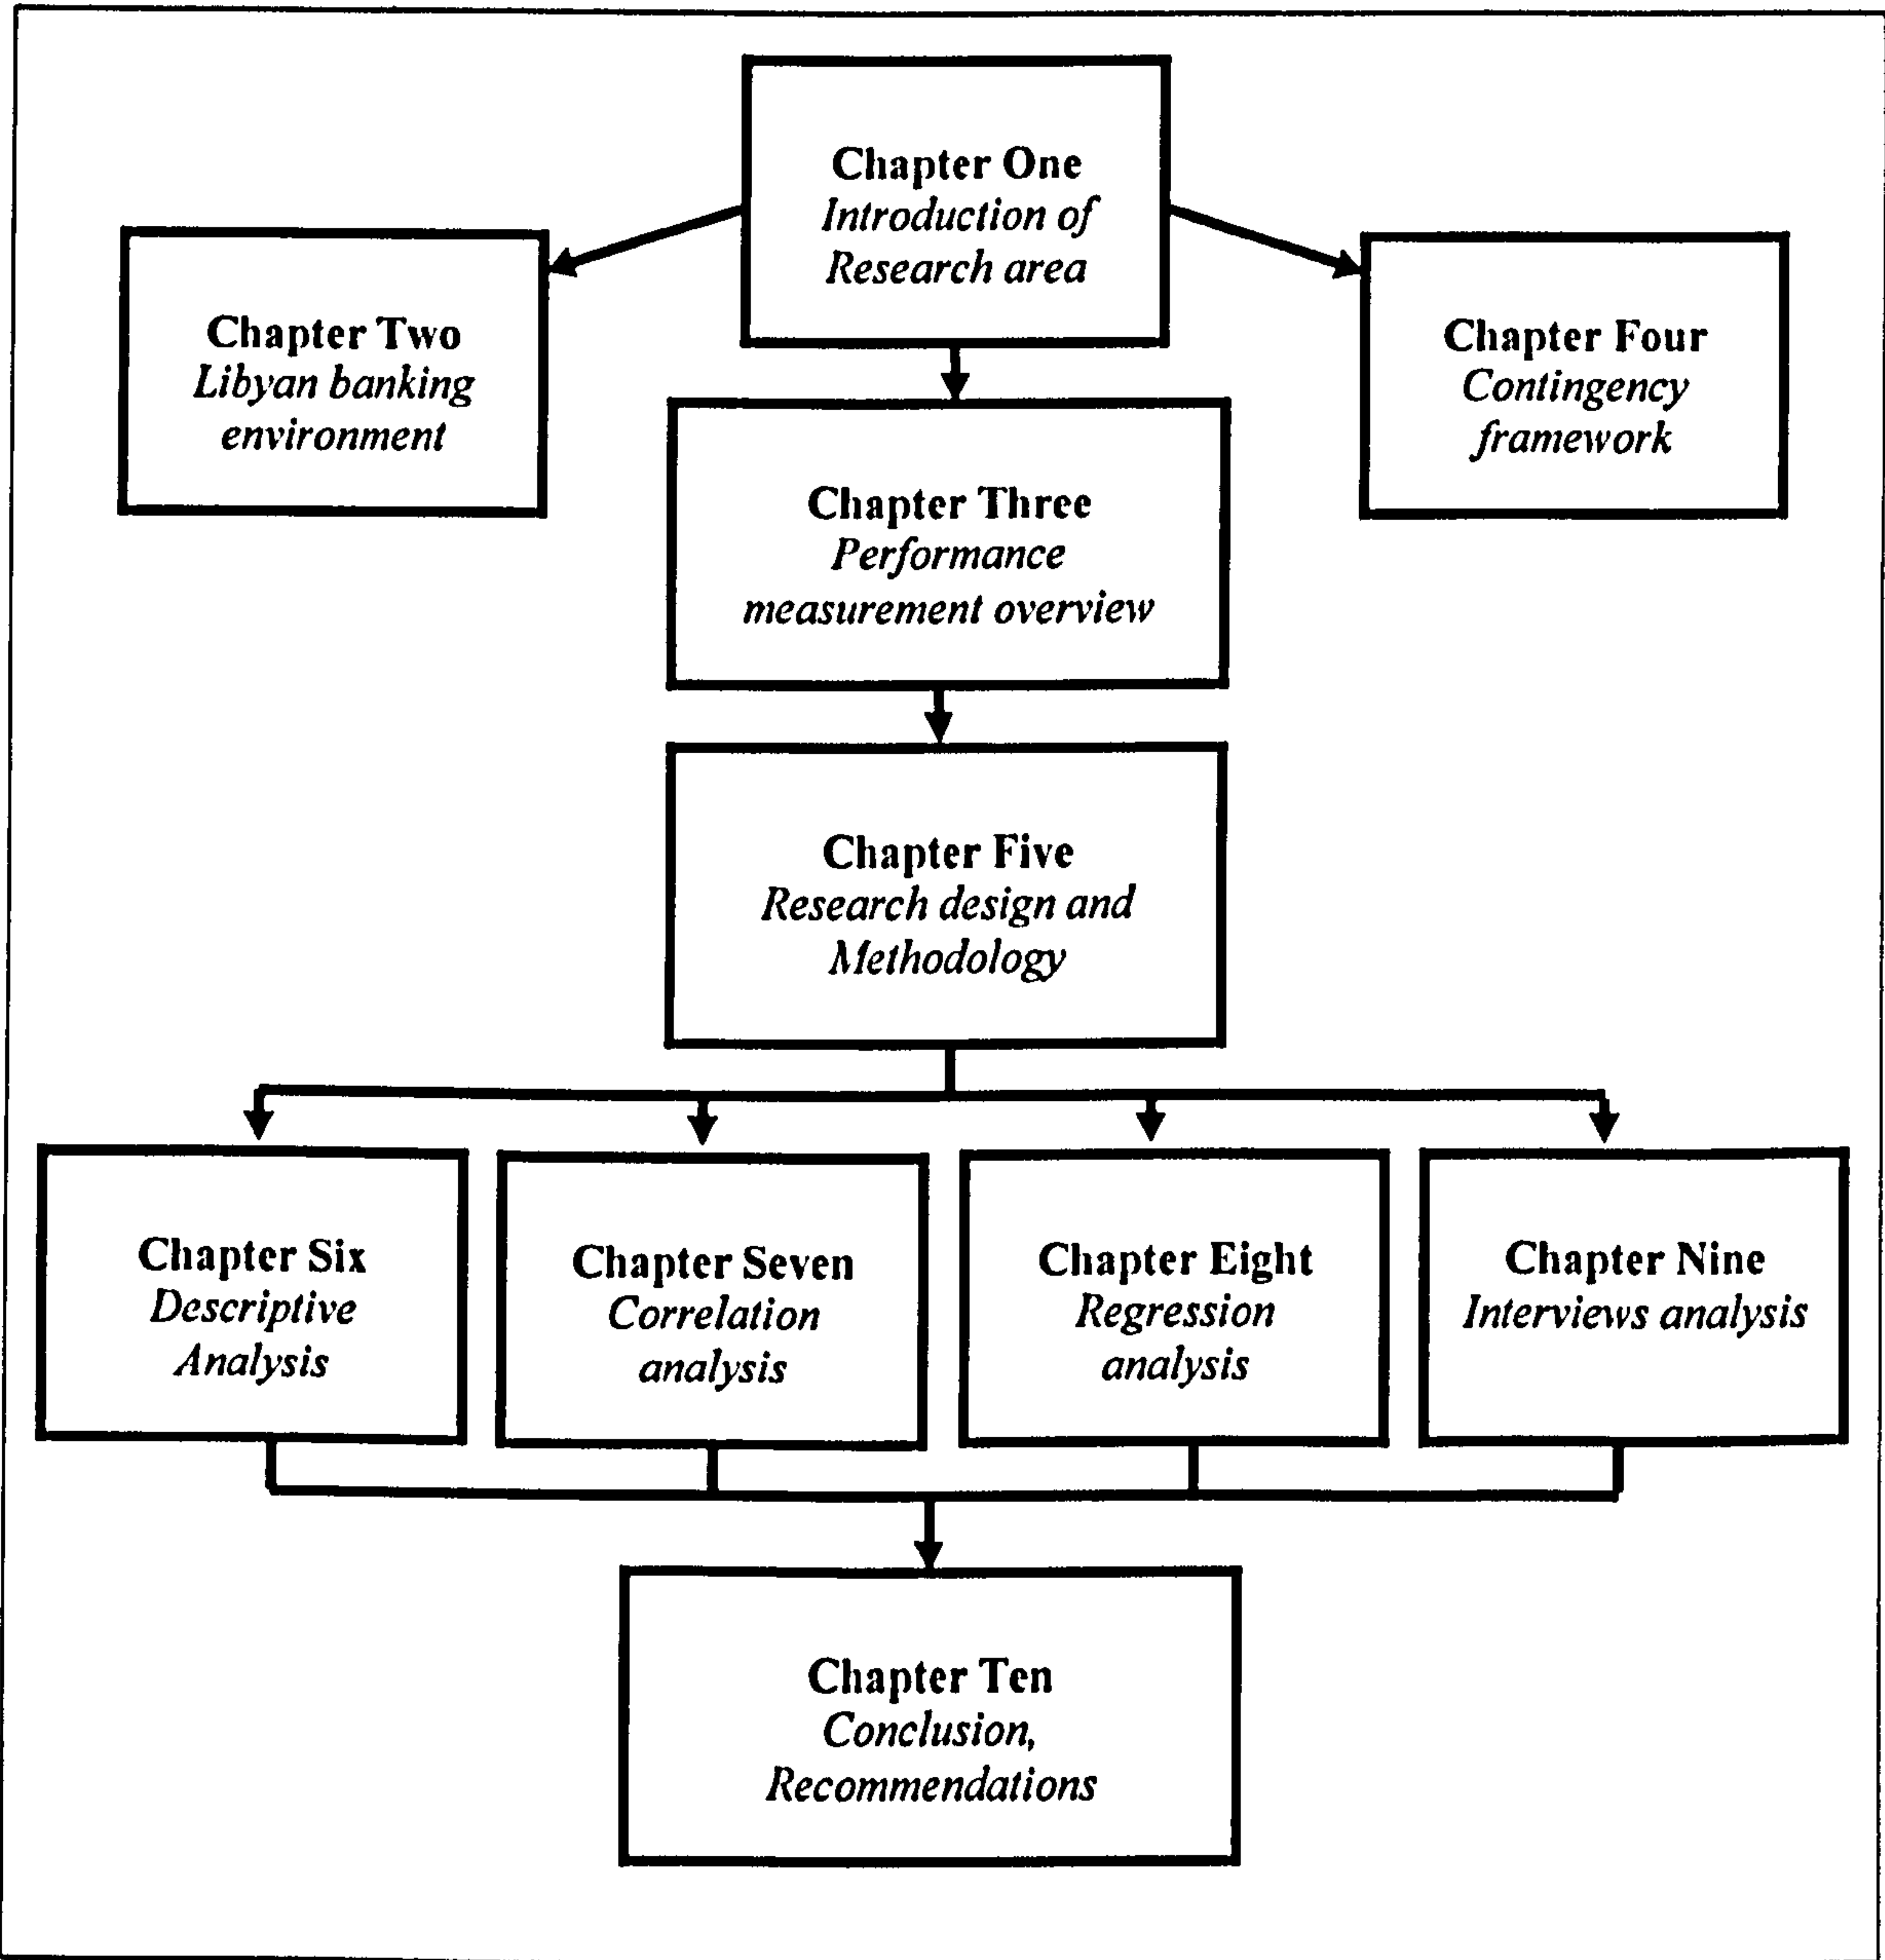 Chapter One
Introduction of
Research area
Chapter Two
Libyan banking
environment
Chapter Four
Contingency
framework
Chapter Three
Performance
measurement overview
Chapter Five
Research design and
Methodology
Chapter Six
Descriptive
Analysis
Chapter Seven
Correlation
analysis
Chapter Eight
Regression
analysis
Chapter Nine
Interviews analysis
Chapter Ten
Conclusion,
Recommendations